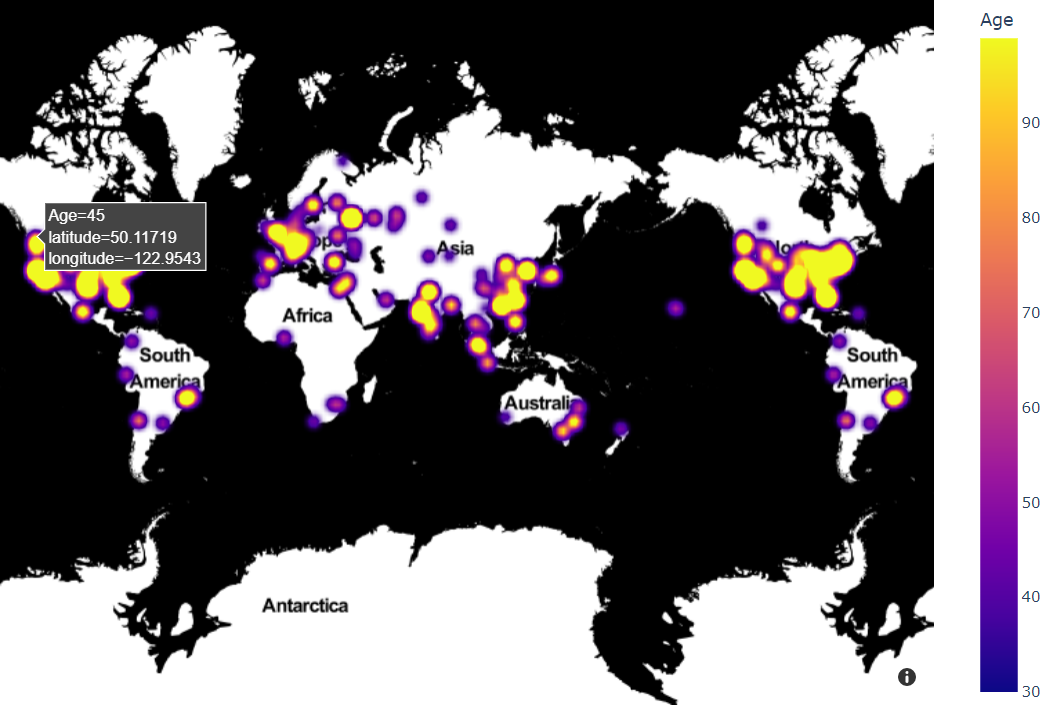 Age
Age=45
latitude=50.11719
longitude=−122.9543
Asia
Africa
South
America
Australi
South
America
Antarctica
90
80
70
60
50
40
30